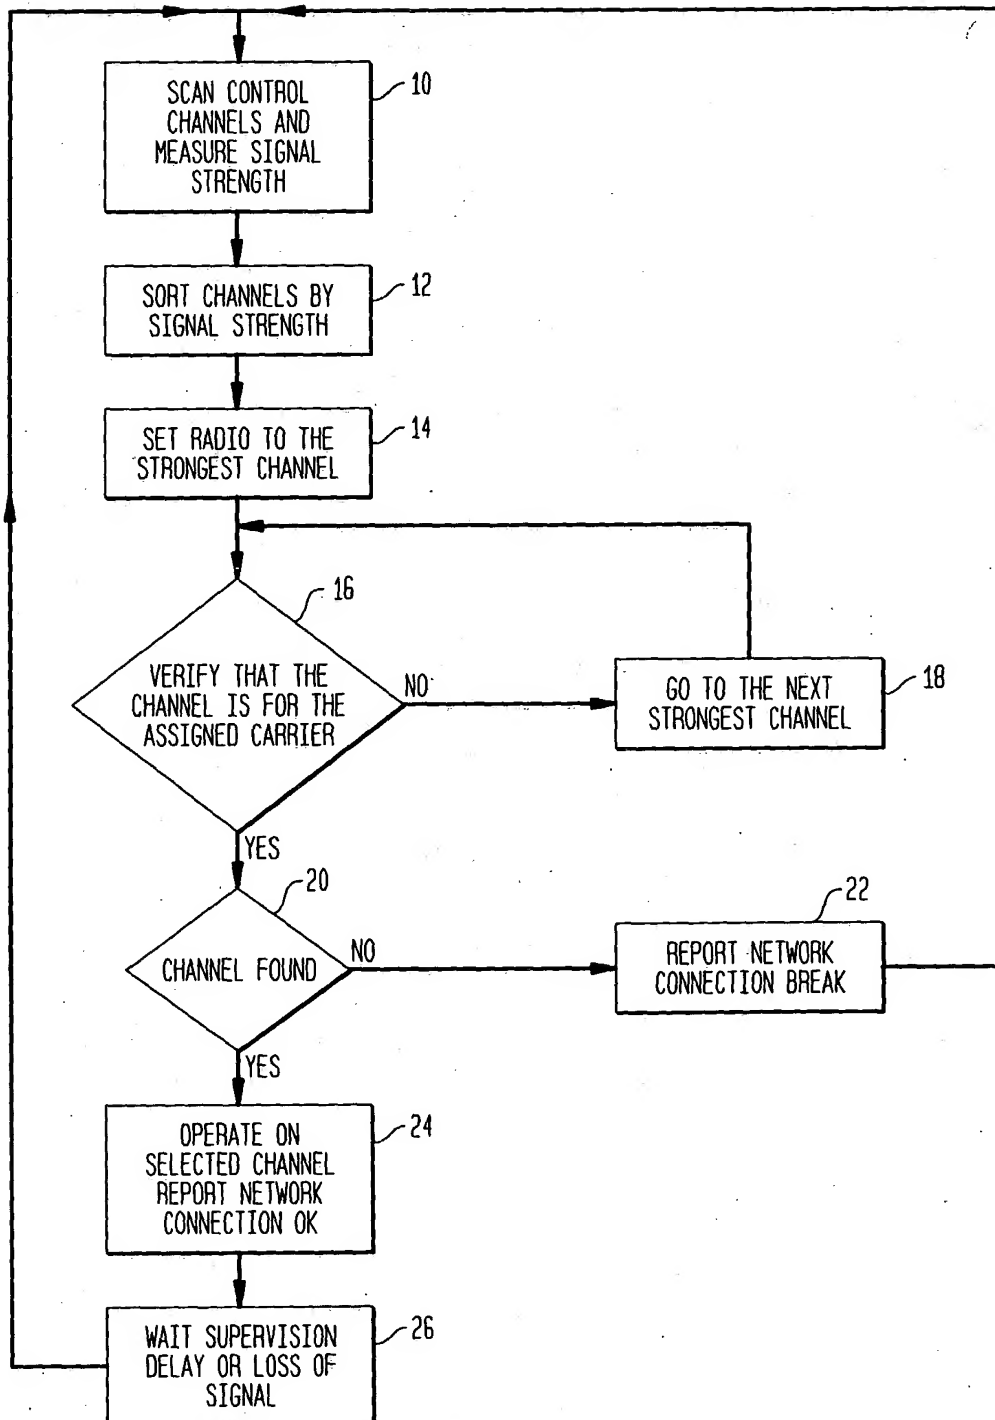 SCAN CONTROL
CHANNELS AND
MEASURE SIGNAL
STRENGTH
10
SORT CHANNELS BY
SIGNAL STRENGTH
12
SET RADIO TO THE
STRONGEST CHANNEL
14
VERIFY THAT THE
CHANNEL IS FOR THE
ASSIGNED CARRIER
16
NO
YES
GO TO THE NEXT
STRONGEST CHANNEL
18
CHANNEL FOUND
20
NO
YES
REPORT NETWORK
CONNECTION BREAK
22
OPERATE ON
SELECTED CHANNEL
REPORT NETWORK
CONNECTION OK
24
WAIT SUPERVISION
DELAY OR LOSS OF
SIGNAL
26